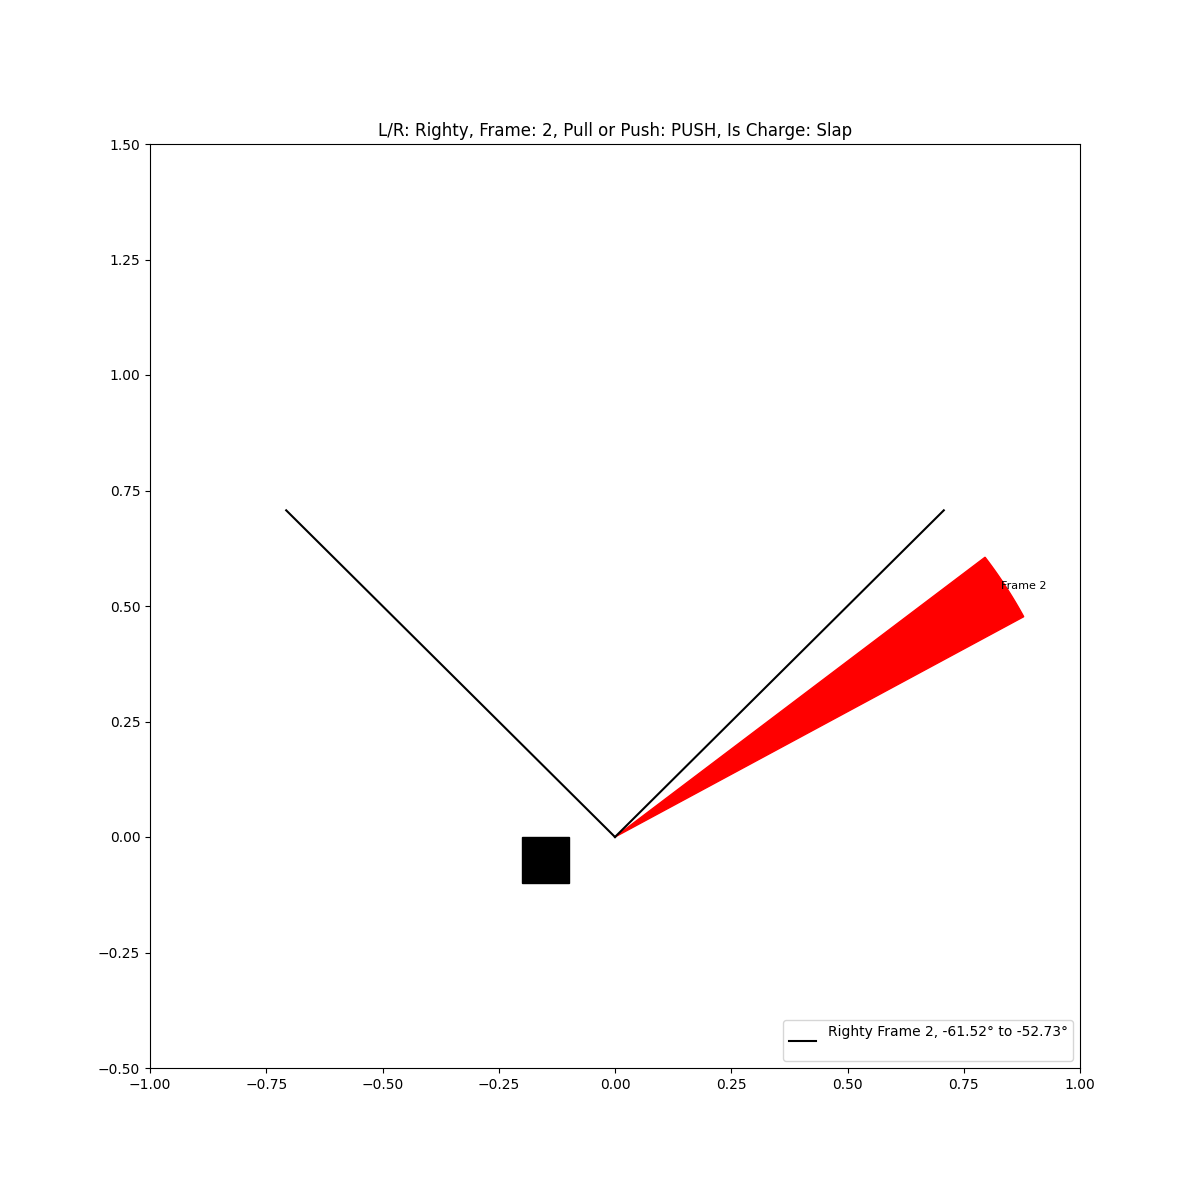 L/R: Righty, Frame: 2, Pull or Push: PUSH, Is Charge: Slap
1.50
1.25
1.00
0.75
0.50
0.25
0.00
−0.25
−0.50
Frame 2
Righty Frame 2, -61.52° to -52.73°
−1.00 −0.75 −0.50 −0.25 0.00 0.25 0.50 0.75 1.00